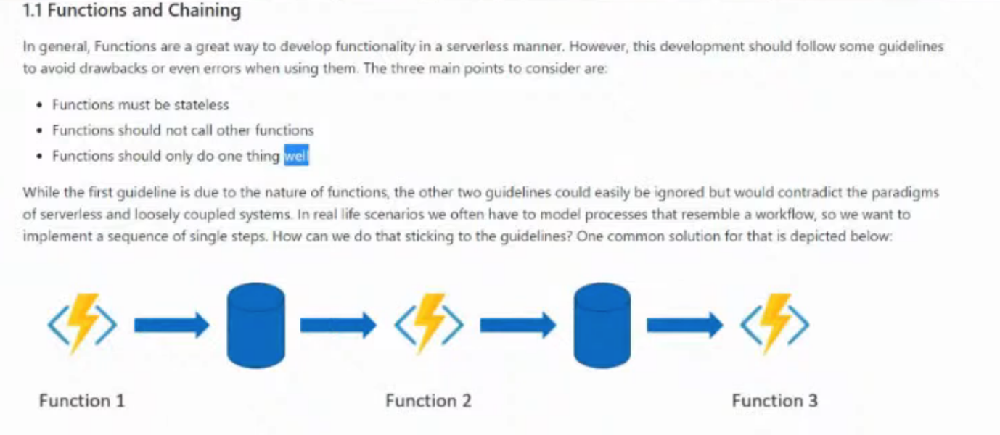 1.1 Functions and Chaining
In general, Functions are a great way to develop functionality in a serverless manner. However, this development should follow some guidelines
to avoid drawbacks or even errors when using them. The three main points to consider are:
• Functions must be stateless
• Functions should not call other functions
• Functions should only do one thing well
While the first guideline is due to the nature of functions, the other two guidelines could easily be ignored but would contradict the paradigms
of serverless and loosely coupled systems. In real life scenarios we often have to model processes that resemble a workflow, so we want to
implement a sequence of single steps. How can we do that sticking to the guidelines? One common solution for that is depicted below:
Function 1
Function 2
Function 3